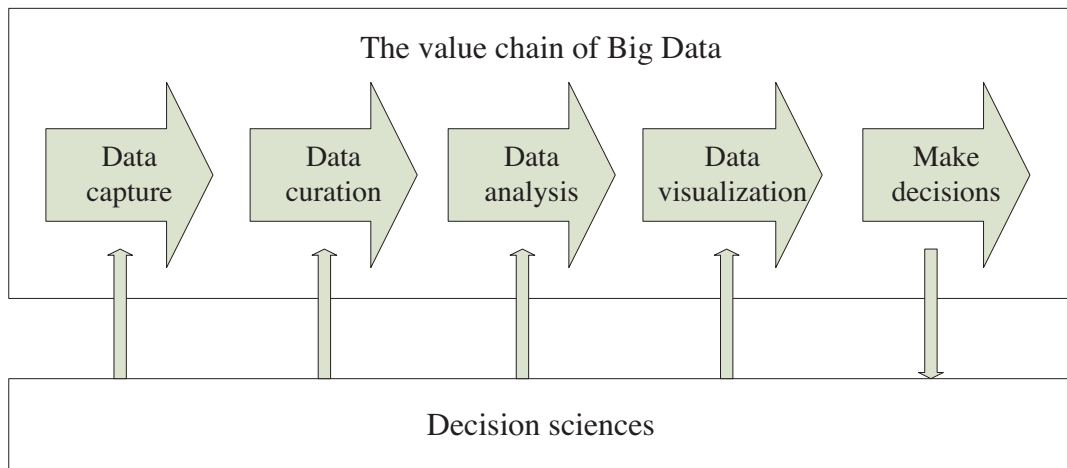 The value chain of Big Data
Data
capture
Data
curation
Data
analysis
Data
visualization
Make
decisions
Decision sciences